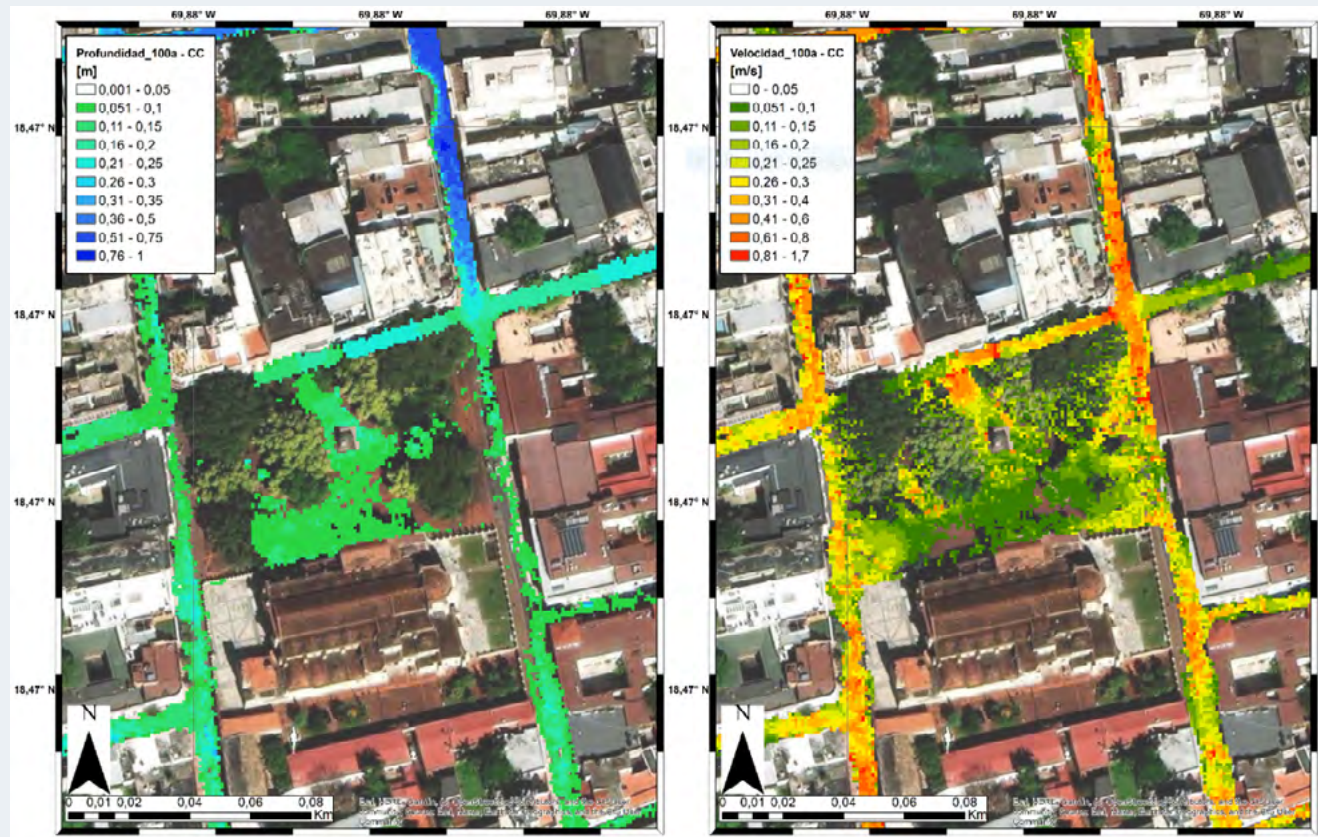 69,88° W 69,88° W 69,88° W
Profundidad_100a - CC
[m]
0,001 - 0,05
0,051 - 0,1
0,11 - 0,15
0,16 - 0,2
0,21 - 0,25
0,26 - 0,3
0,31 - 0,35
0,36 - 0,5
0,51 - 0,75
0,76 - 1
18,47° N
18,47° N
18,47° N
18,47° N
N
0 0,01 0,02 0,04 0,06 0,08
Km
69,88° W 69,88° W 69,88° W
Velocidad_100a - CC
[m/s]
0 - 0,05
0,051 - 0,1
0,11 - 0,15
0,16 - 0,2
0,21 - 0,25
0,26 - 0,3
0,31 - 0,4
0,41 - 0,6
0,61 - 0,8
0,81 - 1,7
18,47° N
18,47° N
18,47° N
18,47° N
N
0 0,01 0,02 0,04 0,06 0,08
Km